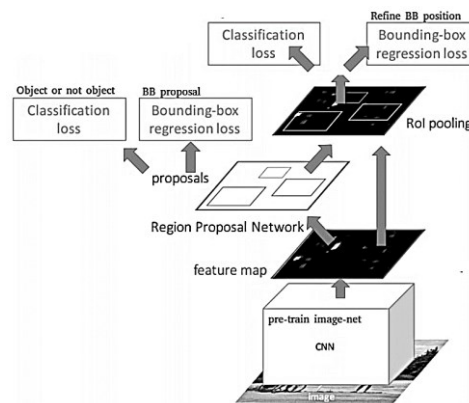 Refine BB position
Classification
loss
Bounding-box
regression loss
Object or not object
BB proposal
Classification
loss
Bounding-box
regression loss
RoI pooling
proposals
Region Proposal Network
feature map
pre-train image-net
CNN
image